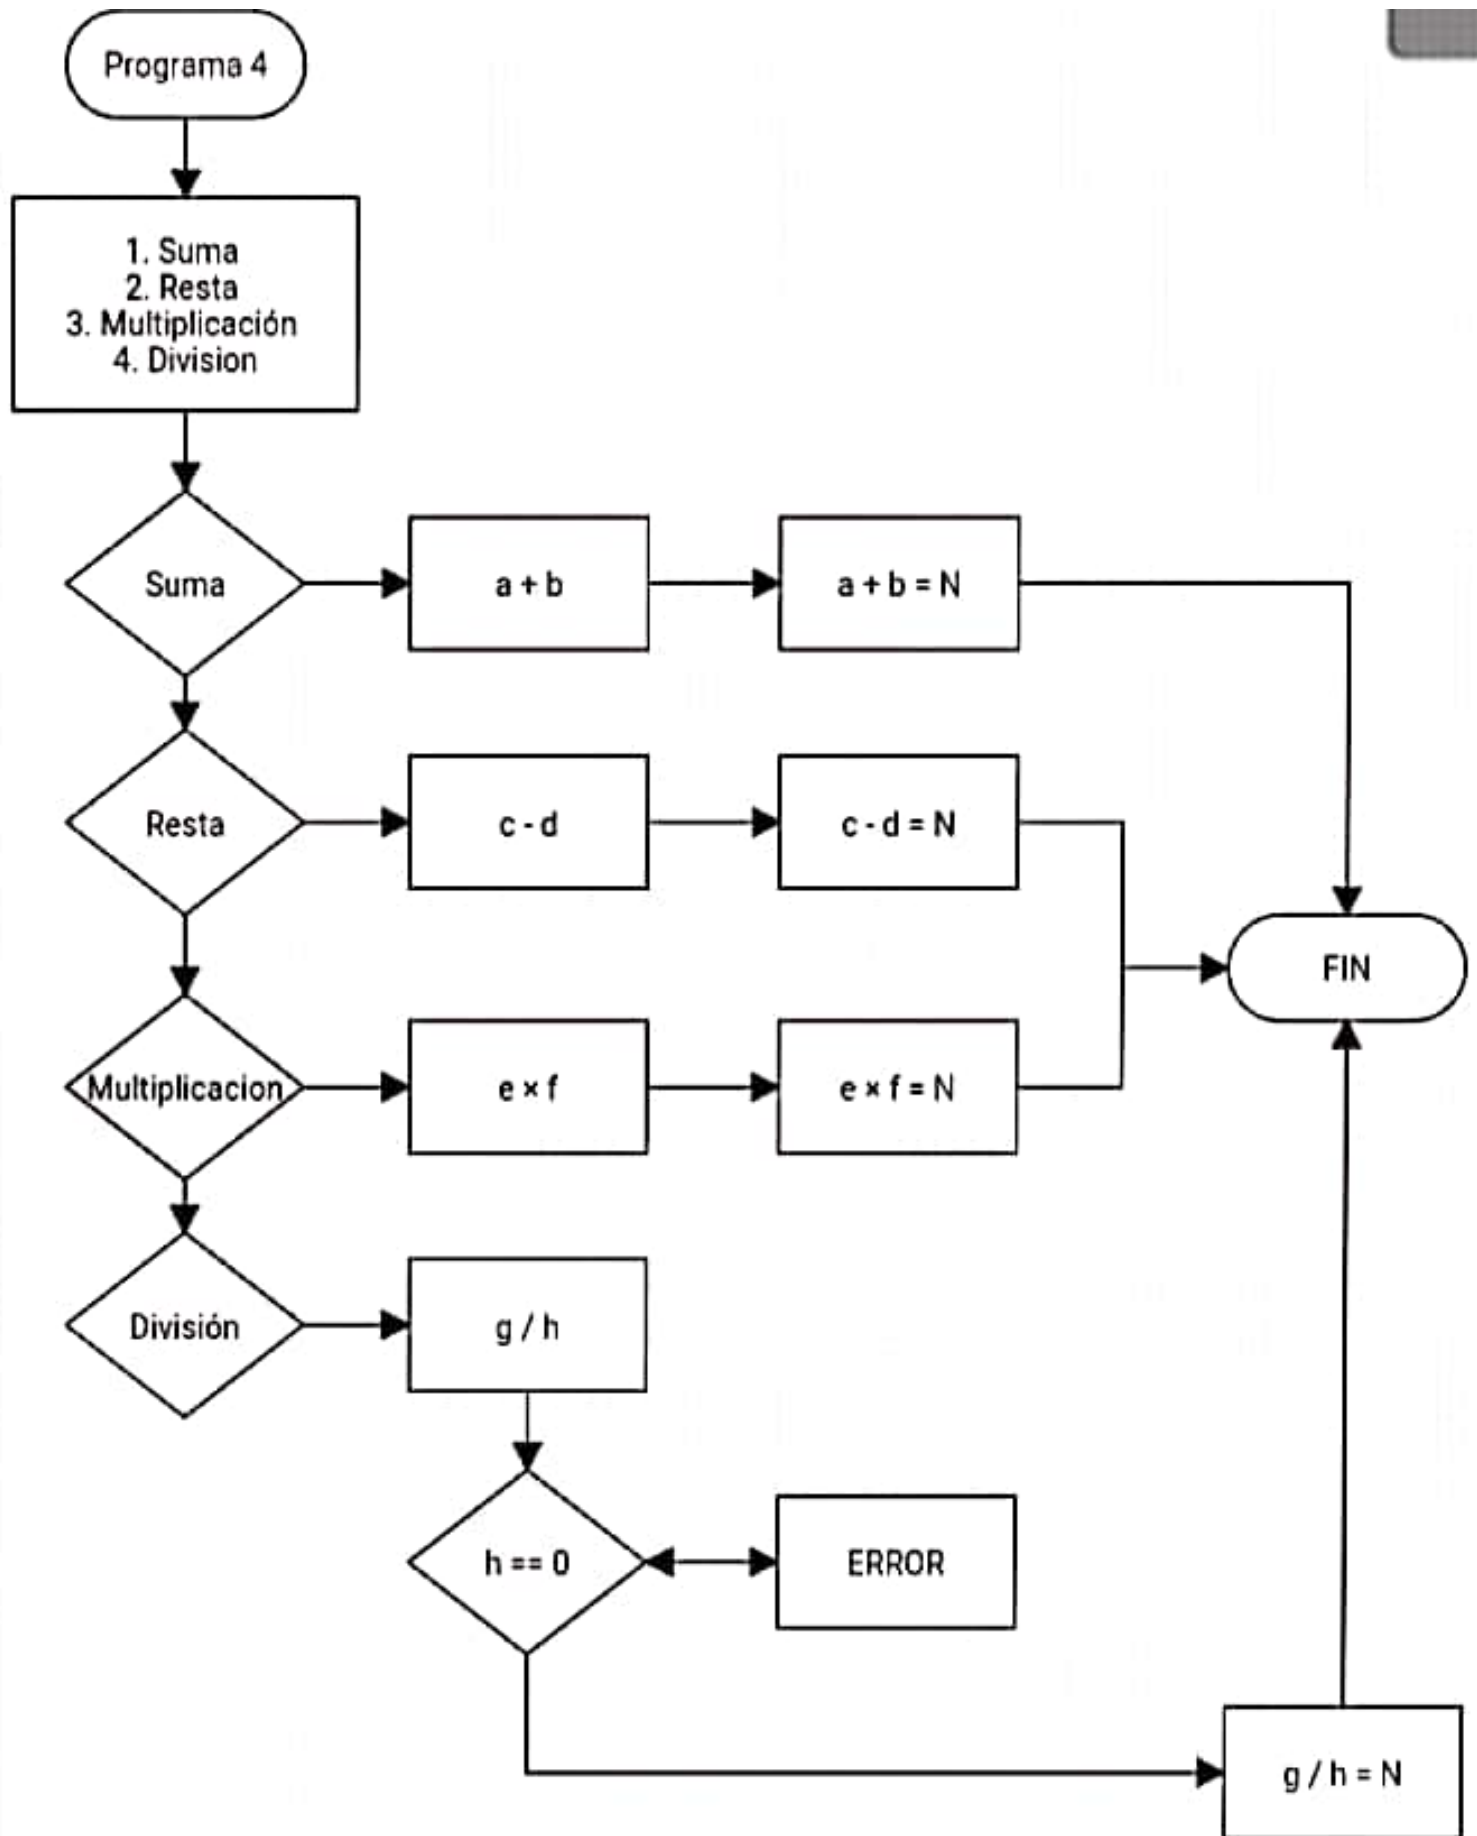 Programa 4
1. Suma
2. Resta
3. Multiplicación
4. Division
Suma
a + b
a + b = N
Resta
c - d
c - d = N
FIN
Multiplicacion
e × f
e × f = N
División
g / h
h == 0
ERROR
g / h = N